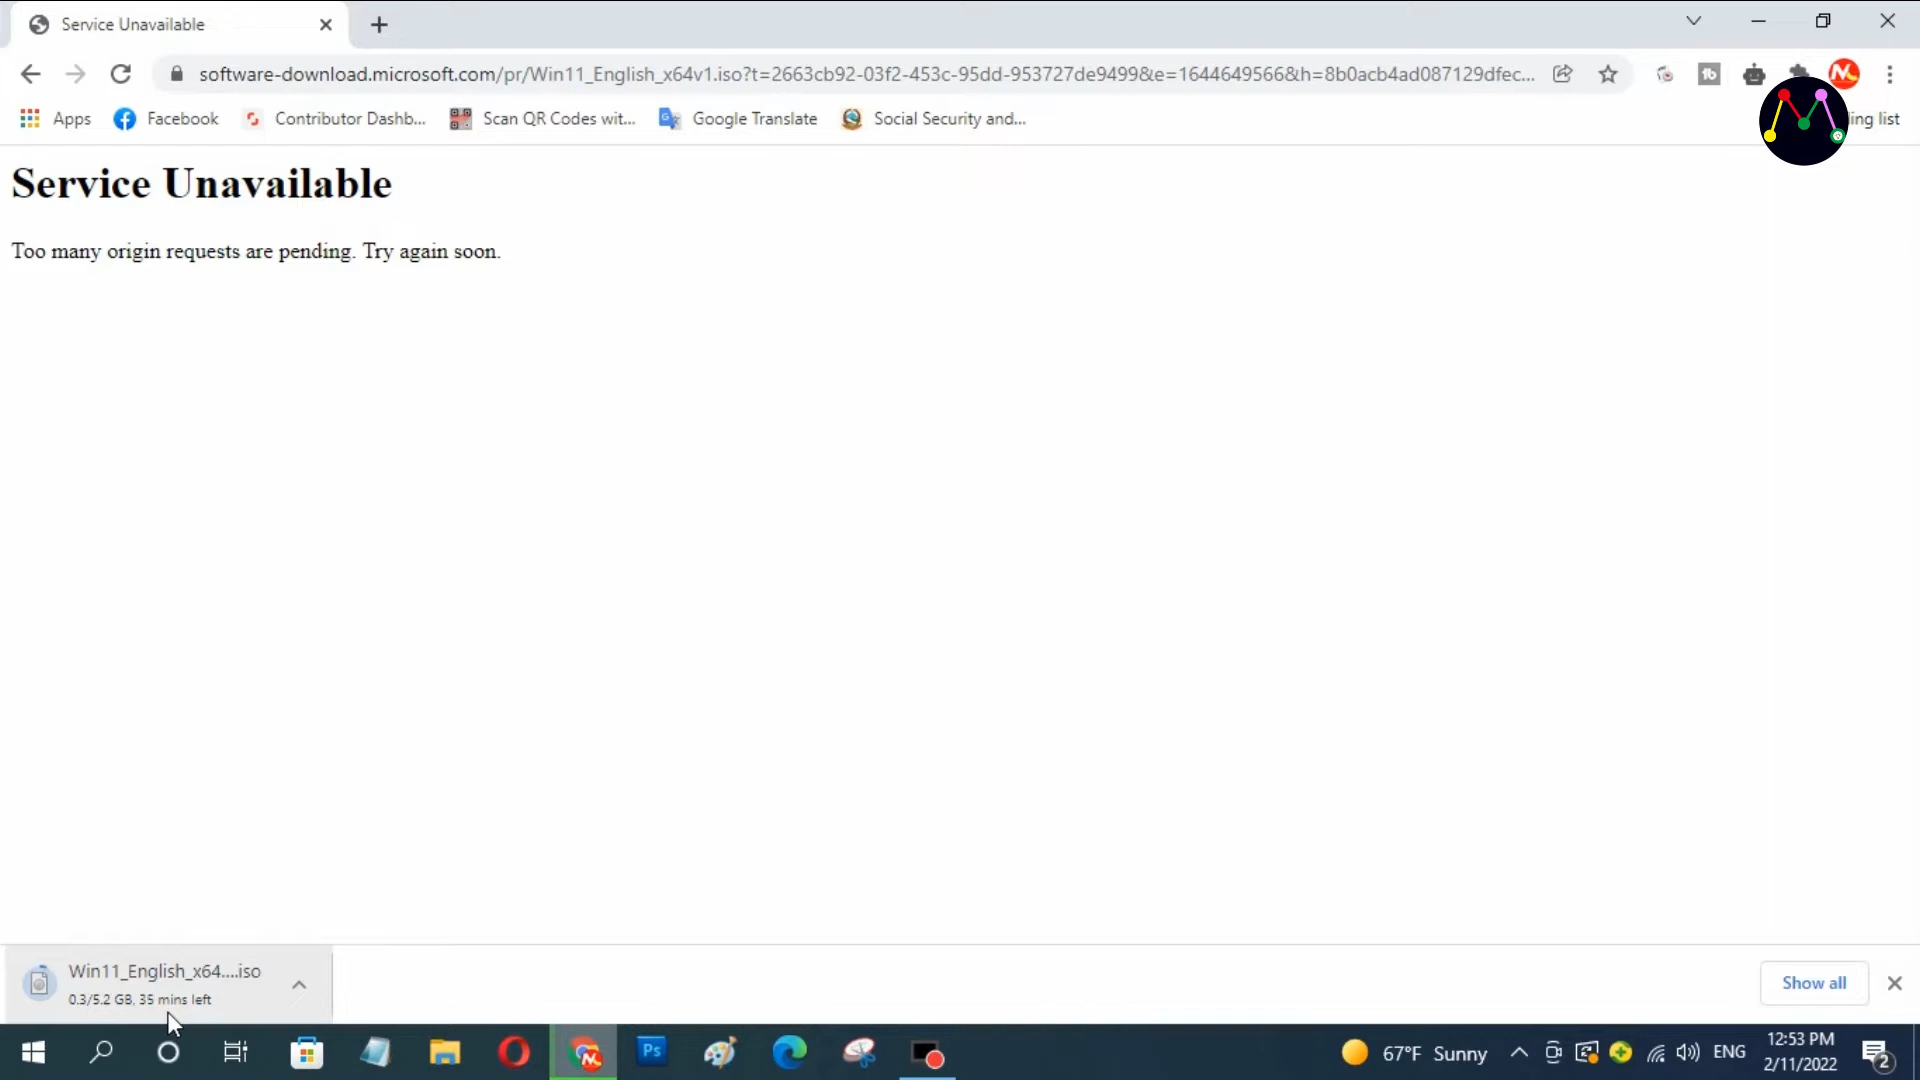 Service Unavailable
software-download.microsoft.com/pr/Win11_English_x64v1.iso?t=2663cb92-03f2-453c-95dd-953727de9499&e=1644649566&h=8b0acb4ad087129dfec...
Apps Facebook Contributor Dashb... Scan QR Codes wit... Google Translate Social Security and... ing list
Service Unavailable
Too many origin requests are pending. Try again soon.
Win11_English_x64....iso
0.3/5.2 GB, 35 mins left
Show all
Ps
67°F Sunny
ENG
12:53 PM
2/11/2022
2